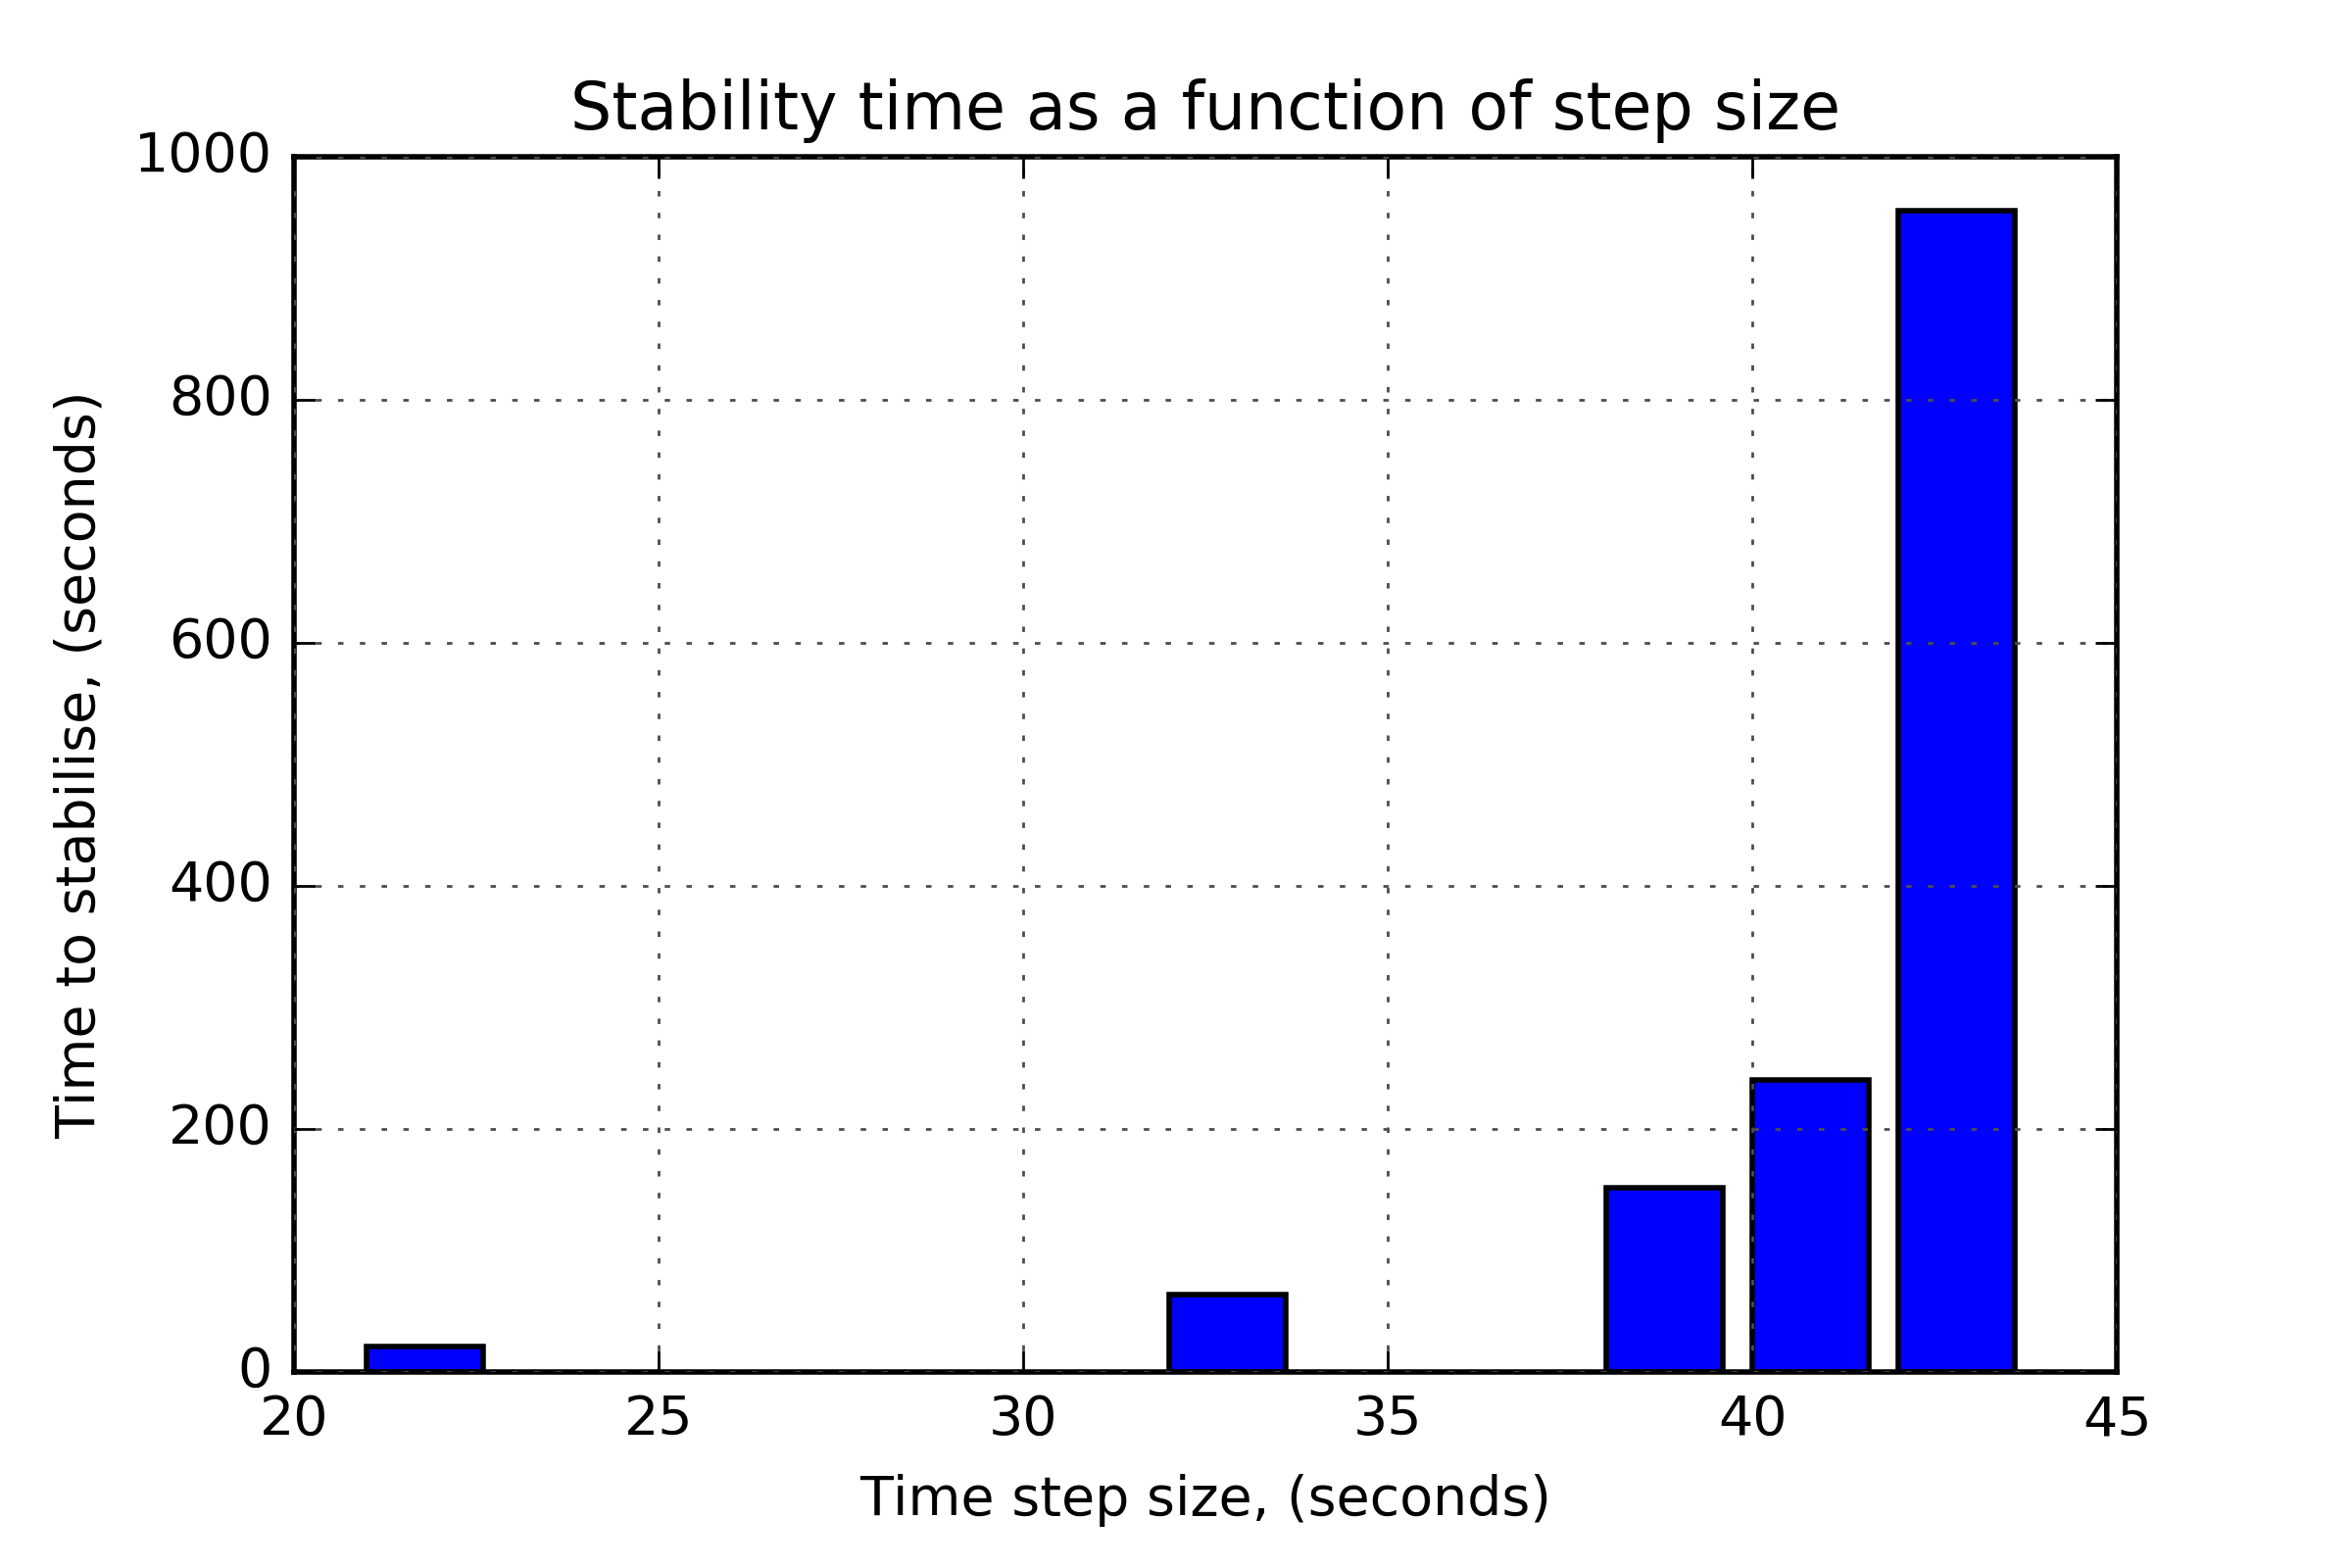 Stability time as a function of step size
1000
800
600
400
200
0
Time to stabilise, (seconds)
20 25 30 35 40 45
Time step size, (seconds)